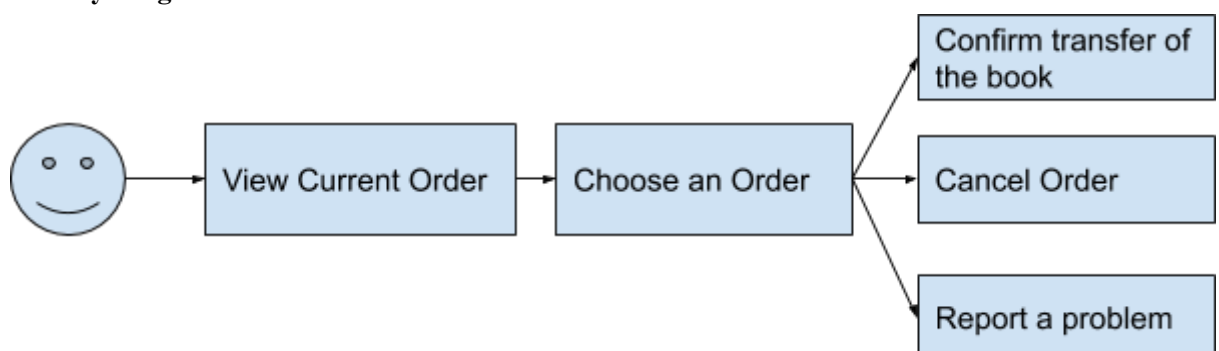 Confirm transfer of
the book
View Current Order
Choose an Order
Cancel Order
Report a problem